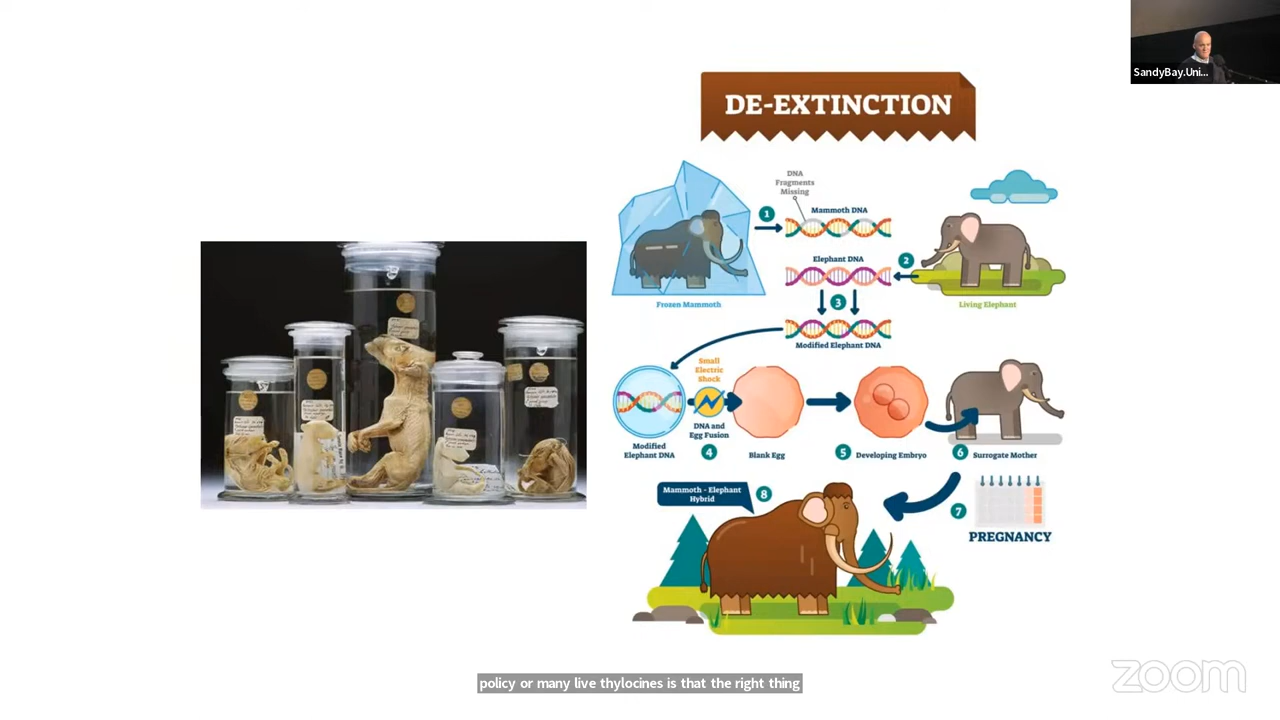 SandyBay.Uni...
DE-EXTINCTION
DNA
Fragments
Missing
1
Mammoth DNA
Frozen Mammoth
Elephant DNA
2
Living Elephant
3
Modified Elephant DNA
Small
Electric
Shock
Modified
Elephant DNA
DNA and
Egg Fusion
4
Blank Egg
5
Developing Embryo
6
Surrogate Mother
7
PREGNANCY
Mammoth - Elephant
Hybrid
8
policy or many live thylocines is that the right thing
zoom